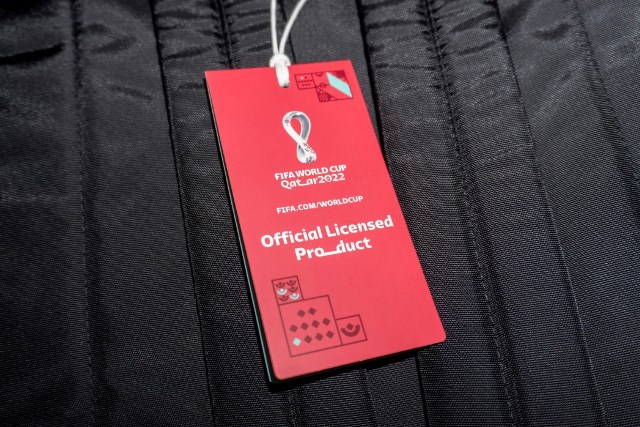 FIFA WORLD CUP
Qatar2022
FIFA.COM/WORLDCUP
Official Licensed
Product